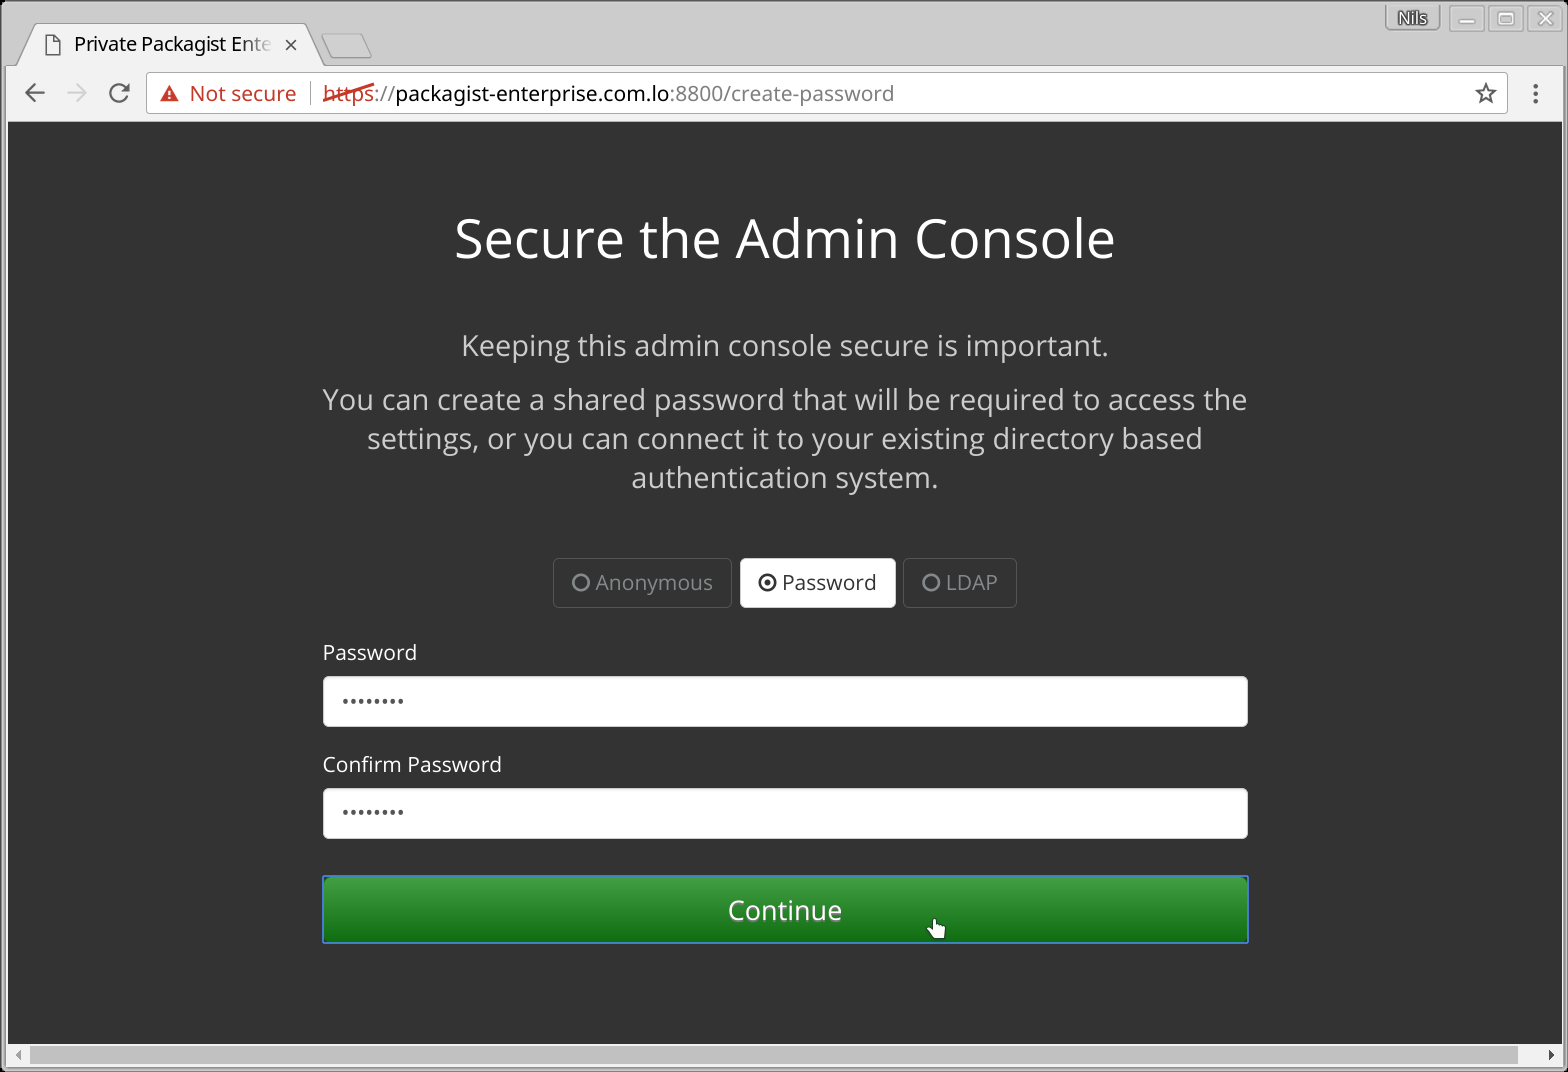 Nils
Private Packagist Ente
Not secure
https://packagist-enterprise.com.lo:8800/create-password
Secure the Admin Console
Keeping this admin console secure is important.
You can create a shared password that will be required to access the
settings, or you can connect it to your existing directory based
authentication system.
Anonymous Password LDAP
Password
••••••••
Confirm Password
••••••••
Continue